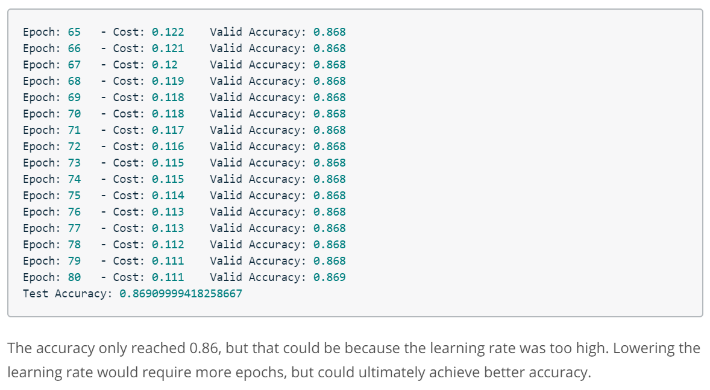 Epoch: 65   - Cost: 0.122    Valid Accuracy: 0.868
Epoch: 66   - Cost: 0.121    Valid Accuracy: 0.868
Epoch: 67   - Cost: 0.12     Valid Accuracy: 0.868
Epoch: 68   - Cost: 0.119    Valid Accuracy: 0.868
Epoch: 69   - Cost: 0.118    Valid Accuracy: 0.868
Epoch: 70   - Cost: 0.118    Valid Accuracy: 0.868
Epoch: 71   - Cost: 0.117    Valid Accuracy: 0.868
Epoch: 72   - Cost: 0.116    Valid Accuracy: 0.868
Epoch: 73   - Cost: 0.115    Valid Accuracy: 0.868
Epoch: 74   - Cost: 0.115    Valid Accuracy: 0.868
Epoch: 75   - Cost: 0.114    Valid Accuracy: 0.868
Epoch: 76   - Cost: 0.113    Valid Accuracy: 0.868
Epoch: 77   - Cost: 0.113    Valid Accuracy: 0.868
Epoch: 78   - Cost: 0.112    Valid Accuracy: 0.868
Epoch: 79   - Cost: 0.111    Valid Accuracy: 0.868
Epoch: 80   - Cost: 0.111    Valid Accuracy: 0.869
Test Accuracy: 0.86909999418258667
The accuracy only reached 0.86, but that could be because the learning rate was too high. Lowering the
learning rate would require more epochs, but could ultimately achieve better accuracy.